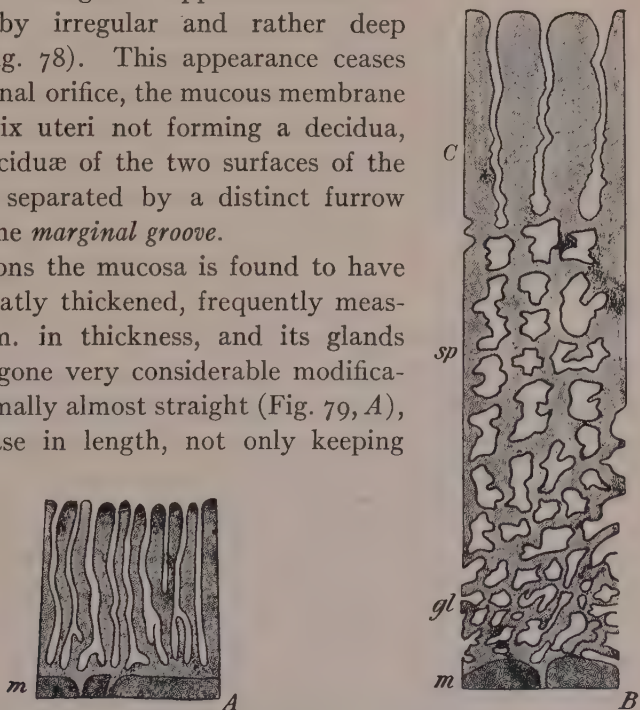 by irregular and rather deep
g. 78). This appearance ceases
nal orifice, the mucous membrane
ix uteri not forming a decidua,
ciduæ of the two surfaces of the
separated by a distinct furrow
ne marginal groove.
ons the mucosa is found to have
atly thickened, frequently meas-
n. in thickness, and its glands
gone very considerable modifica-
nally almost straight (Fig. 79, A),
ase in length, not only keeping
m
A
C
sp
gl
m
B